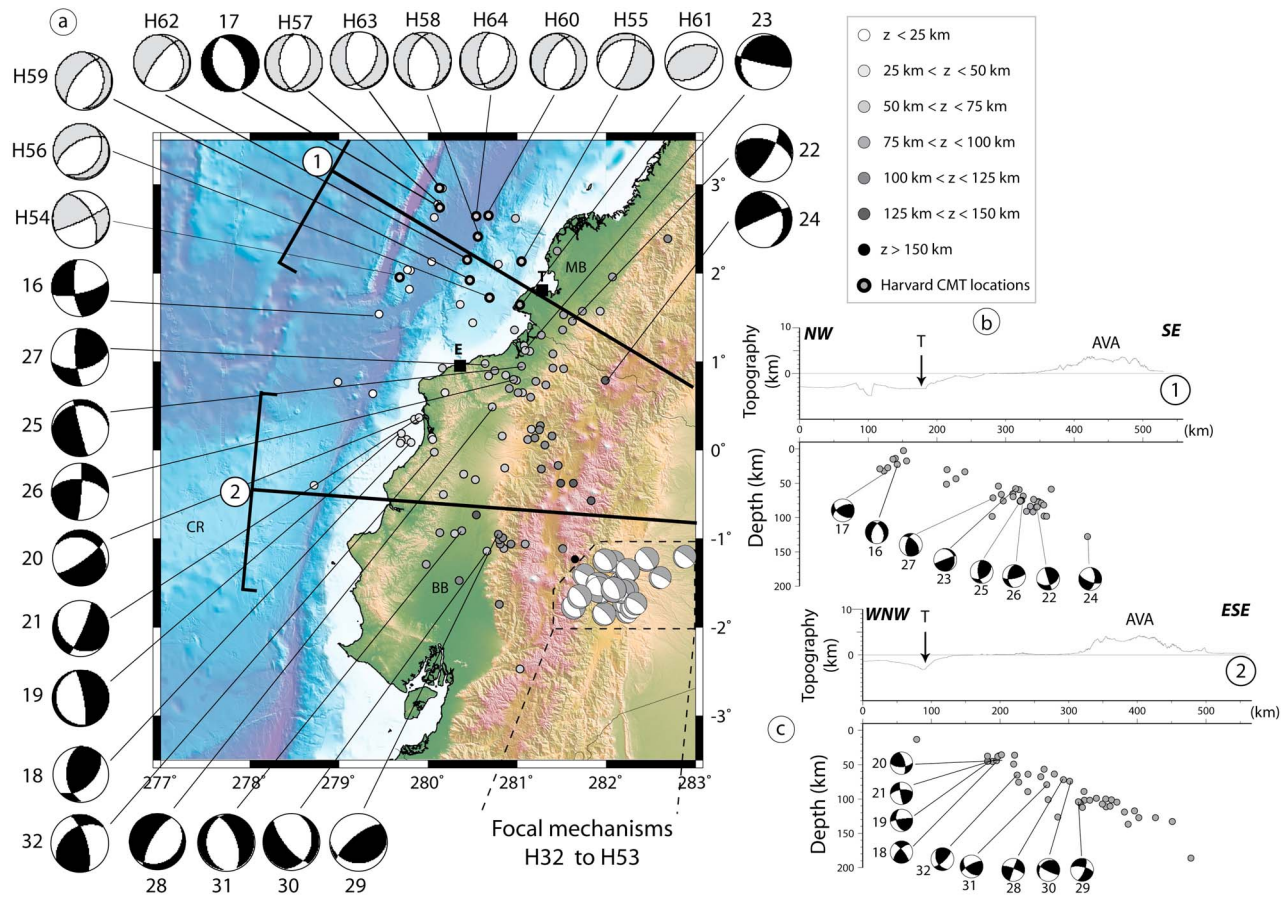 a
H62
17
H57
H63
H58
H64
H60
H55
H61
23
H59
H56
H54
16
27
25
26
20
21
19
18
32
28
31
30
29
22
24
1
2
T
E
MB
BB
CR
3°
2°
1°
0°
-1°
-2°
-3°
277°
278°
279°
280°
281°
282°
283°
Focal mechanisms
H32 to H53
z < 25 km
25 km < z < 50 km
50 km < z < 75 km
75 km < z < 100 km
100 km < z < 125 km
125 km < z < 150 km
z > 150 km
Harvard CMT locations
b
NW
T
AVA
SE
1
Topography
(km)
10
0
0
100
200
300
400
500
(km)
Depth (km)
0
50
100
150
200
17
16
27
23
25
26
22
24
WNW
T
AVA
ESE
2
Topography
(km)
10
0
0
100
200
300
400
500
(km)
c
Depth (km)
0
50
100
150
200
20
21
19
18
32
31
28
30
29